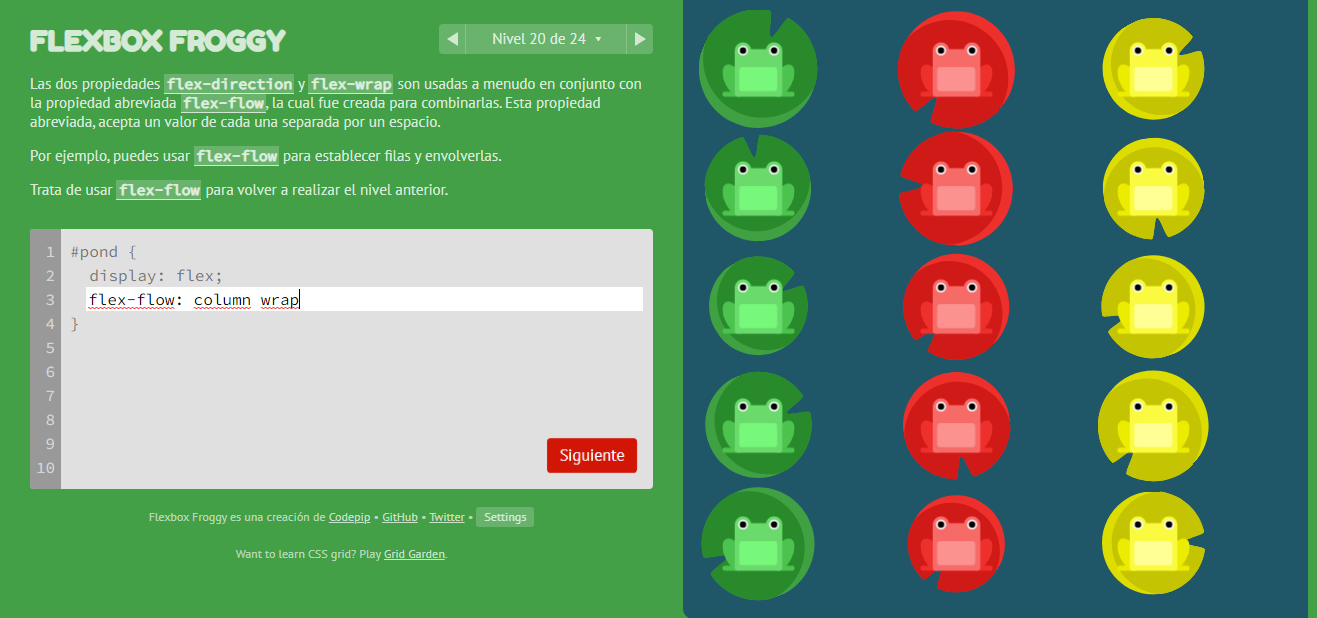 FLEXBOX FROGGY
Nivel 20 de 24
Las dos propiedades flex-direction y flex-wrap son usadas a menudo en conjunto con
la propiedad abreviada flex-flow, la cual fue creada para combinarlas. Esta propiedad
abreviada, acepta un valor de cada una separada por un espacio.
Por ejemplo, puedes usar flex-flow para establecer filas y envolverlas.
Trata de usar flex-flow para volver a realizar el nivel anterior.
1 #pond {
2 display: flex;
3 flex-flow: column wrap
4 }
5
6
7
8
9
10
Siguiente
Flexbox Froggy es una creación de Codepip • GitHub • Twitter • Settings
Want to learn CSS grid? Play Grid Garden.